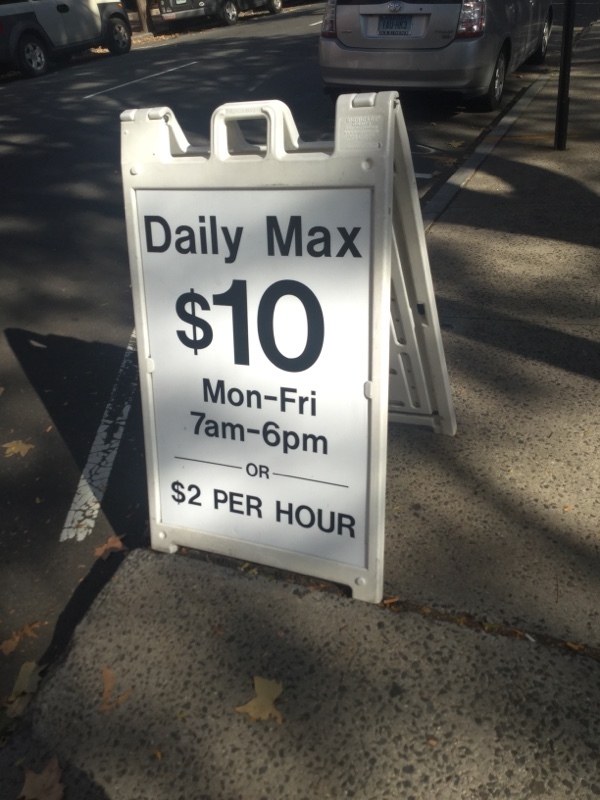 Daily Max
$10
Mon-Fri
7am-6pm
OR
$2 PER HOUR